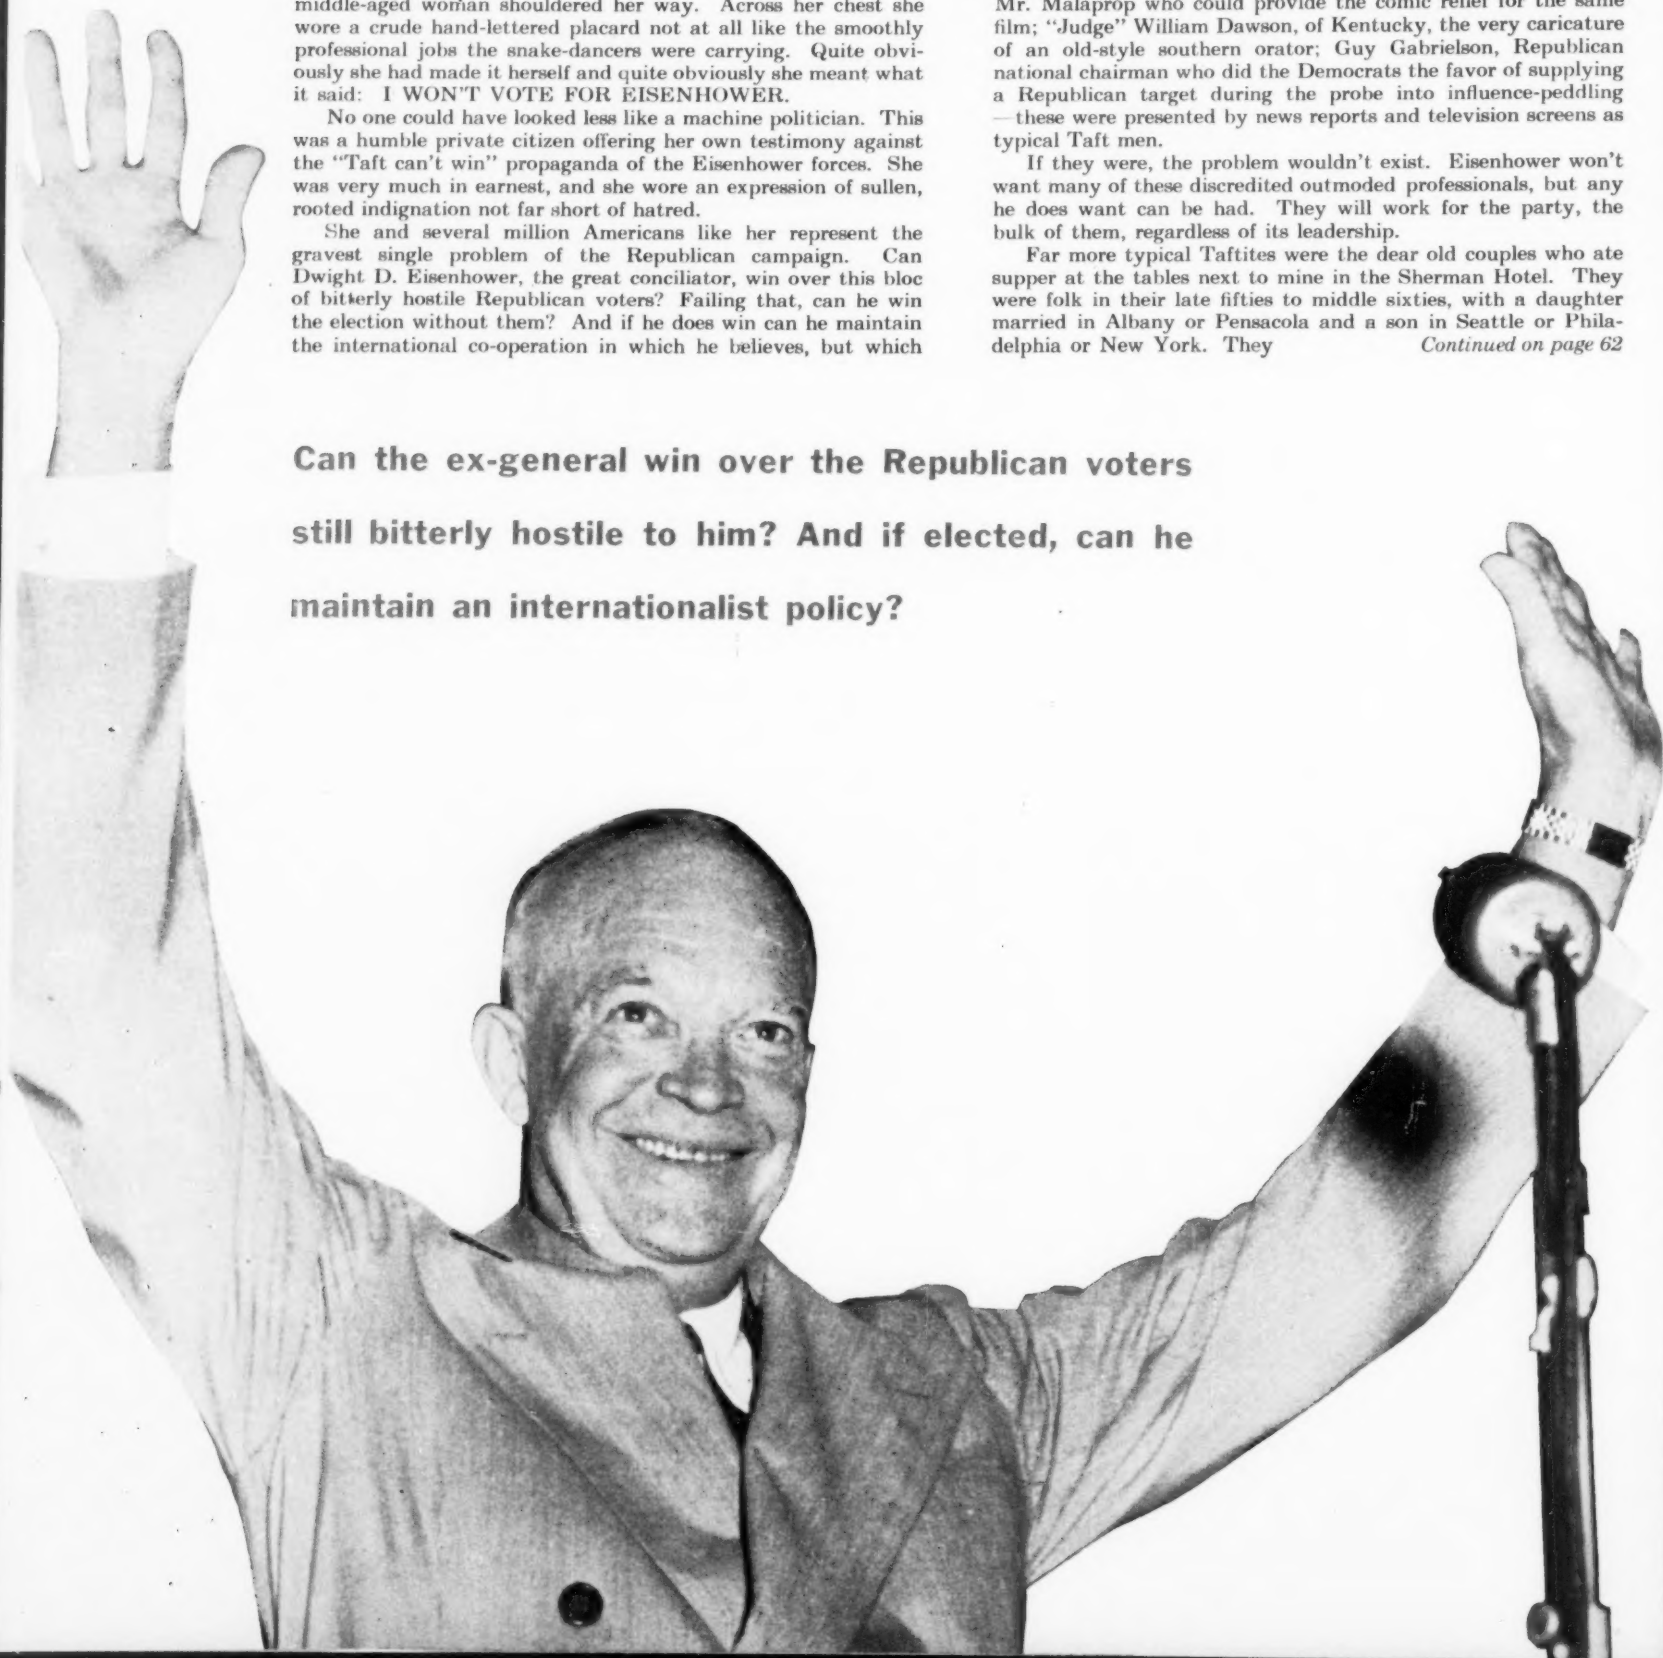 middle-aged woman shouldered her way. Across her chest she
wore a crude hand-lettered placard not at all like the smoothly
professional jobs the snake-dancers were carrying. Quite obvi-
ously she had made it herself and quite obviously she meant what
it said: I WON'T VOTE FOR EISENHOWER.
No one could have looked less like a machine politician. This
was a humble private citizen offering her own testimony against
the "Taft can't win" propaganda of the Eisenhower forces. She
was very much in earnest, and she wore an expression of sullen,
rooted indignation not far short of hatred.
She and several million Americans like her represent the
gravest single problem of the Republican campaign. Can
Dwight D. Eisenhower, the great conciliator, win over this bloc
of bitterly hostile Republican voters? Failing that, can he win
the election without them? And if he does win can he maintain
the international co-operation in which he believes, but which
Mr. Malaprop who could provide the comic relief for the same
film; "Judge" William Dawson, of Kentucky, the very caricature
of an old-style southern orator; Guy Gabrielson, Republican
national chairman who did the Democrats the favor of supplying
a Republican target during the probe into influence-peddling
—these were presented by news reports and television screens as
typical Taft men.
If they were, the problem wouldn't exist. Eisenhower won't
want many of these discredited outmoded professionals, but any
he does want can be had. They will work for the party, the
bulk of them, regardless of its leadership.
Far more typical Taftites were the dear old couples who ate
supper at the tables next to mine in the Sherman Hotel. They
were folk in their late fifties to middle sixties, with a daughter
married in Albany or Pensacola and a son in Seattle or Phila-
delphia or New York. They Continued on page 62
Can the ex-general win over the Republican voters
still bitterly hostile to him? And if elected, can he
maintain an internationalist policy?